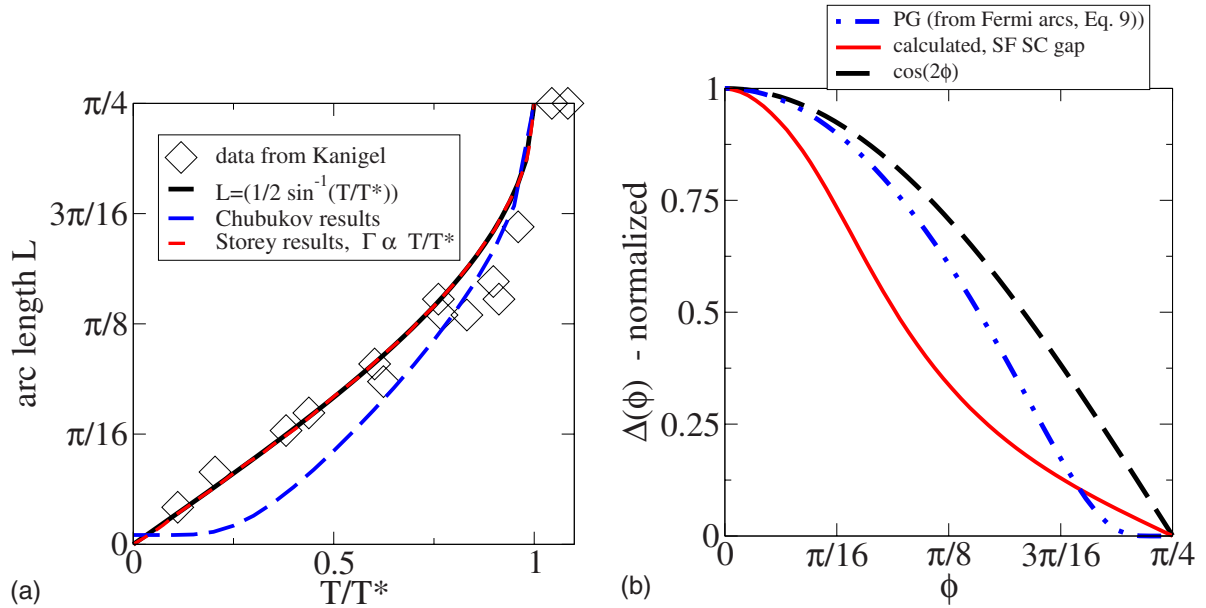 π/4
3π/16
π/8
π/16
0
arc length L
data from Kanigel
L=(1/2 sin⁻¹(T/T*))
Chubukov results
Storey results, Γ α T/T*
0
0.5
1
T/T*
(a)
PG (from Fermi arcs, Eq. 9))
calculated, SF SC gap
cos(2ϕ)
1
0.75
0.5
0.25
0
Δ(ϕ) - normalized
0
π/16
π/8
3π/16
π/4
ϕ
(b)